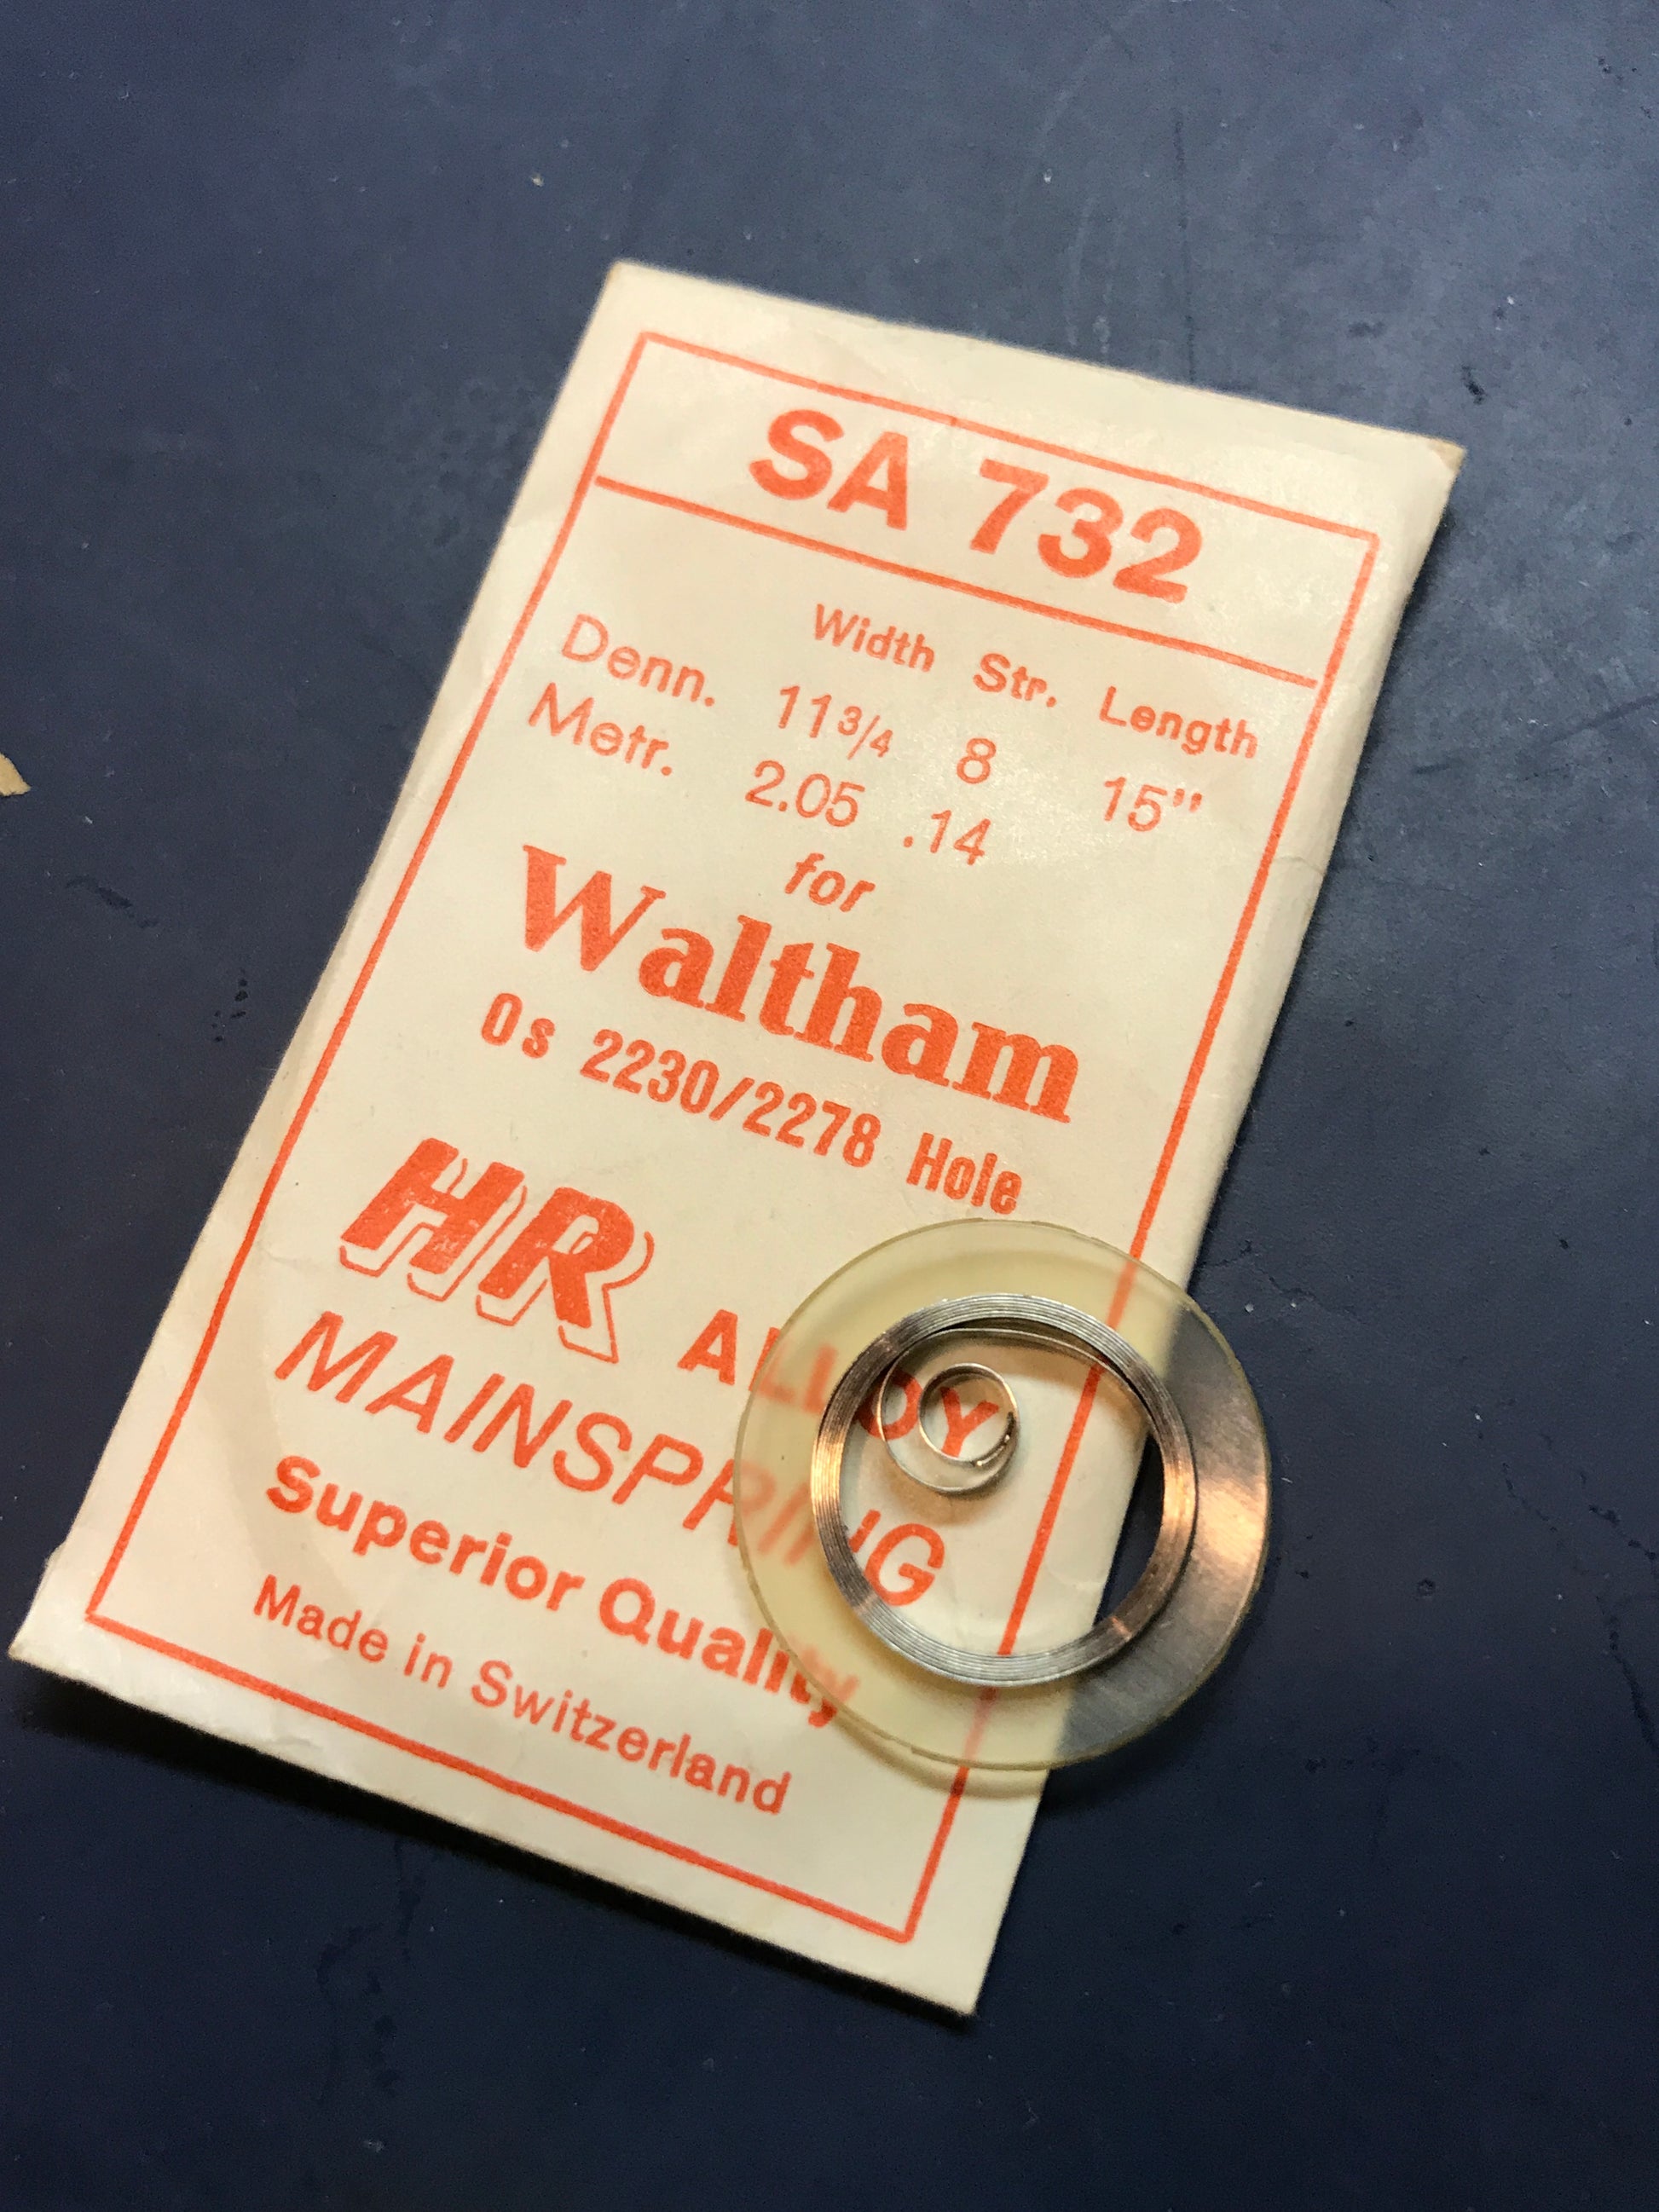 SA 732
Width Str. Length
Denn. 11 3/4 8 15"
Metr. 2.05 .14
for
Waltham
0s 2230/2278 Hole
HR ALLOY
MAINSPRING
Superior Quality
Made in Switzerland